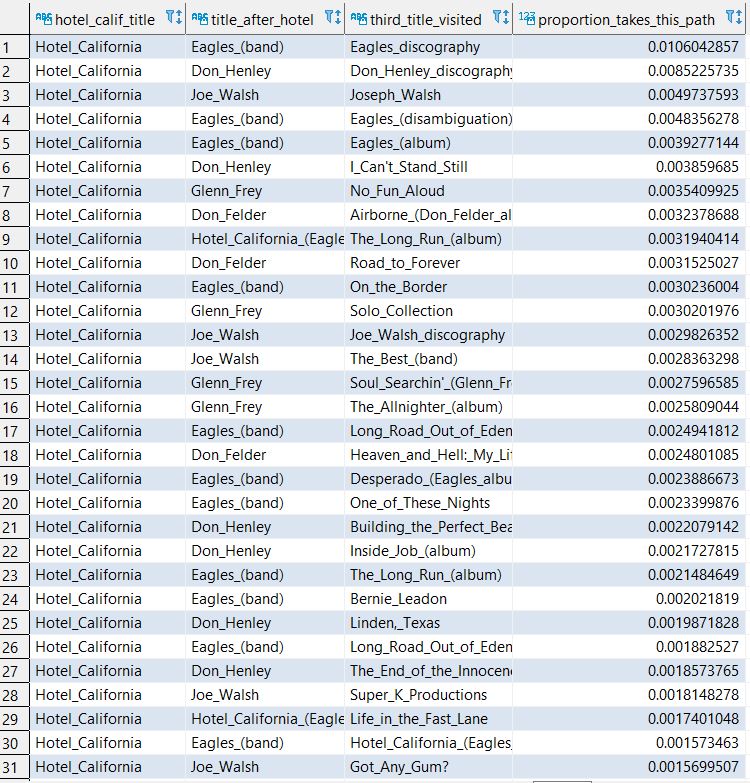 hotel_calif_title title_after_hotel third_title_visited proportion_takes_this_path
1 Hotel_California Eagles_(band) Eagles_discography 0.0106042857
2 Hotel_California Don_Henley Don_Henley_discography 0.0085225735
3 Hotel_California Joe_Walsh Joseph_Walsh 0.0049737593
4 Hotel_California Eagles_(band) Eagles_(disambiguation) 0.0048356278
5 Hotel_California Eagles_(band) Eagles_(album) 0.0039277144
6 Hotel_California Don_Henley I_Can't_Stand_Still 0.003859685
7 Hotel_California Glenn_Frey No_Fun_Aloud 0.0035409925
8 Hotel_California Don_Felder Airborne_(Don_Felder_al 0.0032378688
9 Hotel_California Hotel_California_(Eagle The_Long_Run_(album) 0.0031940414
10 Hotel_California Don_Felder Road_to_Forever 0.0031525027
11 Hotel_California Eagles_(band) On_the_Border 0.0030236004
12 Hotel_California Glenn_Frey Solo_Collection 0.0030201976
13 Hotel_California Joe_Walsh Joe_Walsh_discography 0.0029826352
14 Hotel_California Joe_Walsh The_Best_(band) 0.0028363298
15 Hotel_California Glenn_Frey Soul_Searchin'_(Glenn_Fr 0.0027596585
16 Hotel_California Glenn_Frey The_Allnighter_(album) 0.0025809044
17 Hotel_California Eagles_(band) Long_Road_Out_of_Eden 0.0024941812
18 Hotel_California Don_Felder Heaven_and_Hell:_My_Lif 0.0024801085
19 Hotel_California Eagles_(band) Desperado_(Eagles_albu 0.0023886673
20 Hotel_California Eagles_(band) One_of_These_Nights 0.0023399876
21 Hotel_California Don_Henley Building_the_Perfect_Bea 0.0022079142
22 Hotel_California Don_Henley Inside_Job_(album) 0.0021727815
23 Hotel_California Eagles_(band) The_Long_Run_(album) 0.0021484649
24 Hotel_California Eagles_(band) Bernie_Leadon 0.002021819
25 Hotel_California Don_Henley Linden,_Texas 0.0019871828
26 Hotel_California Eagles_(band) Long_Road_Out_of_Eden 0.001882527
27 Hotel_California Don_Henley The_End_of_the_Innocen 0.0018573765
28 Hotel_California Joe_Walsh Super_K_Productions 0.0018148278
29 Hotel_California Hotel_California_(Eagle Life_in_the_Fast_Lane 0.0017401048
30 Hotel_California Eagles_(band) Hotel_California_(Eagles_ 0.001573463
31 Hotel_California Joe_Walsh Got_Any_Gum? 0.0015699507